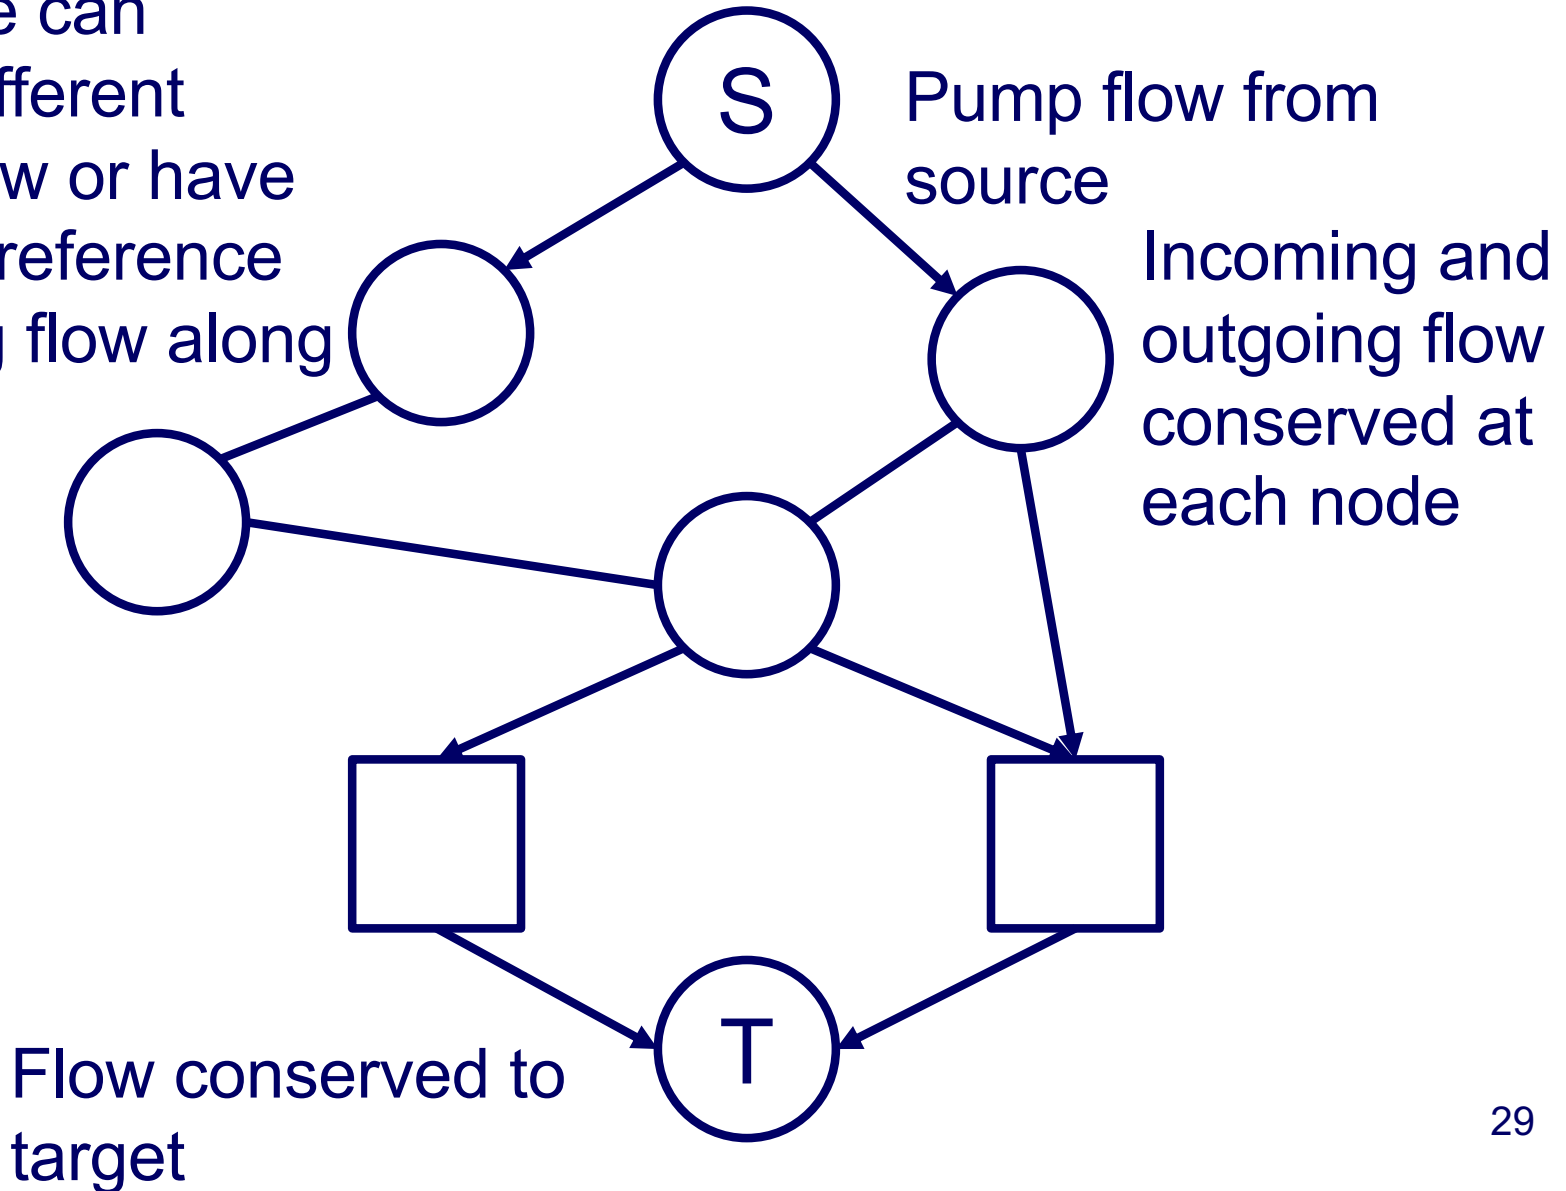 can
fferent
w or have
reference
flow along
S
Pump flow from
source
Incoming and
outgoing flow
conserved at
each node
T
Flow conserved to
target
29